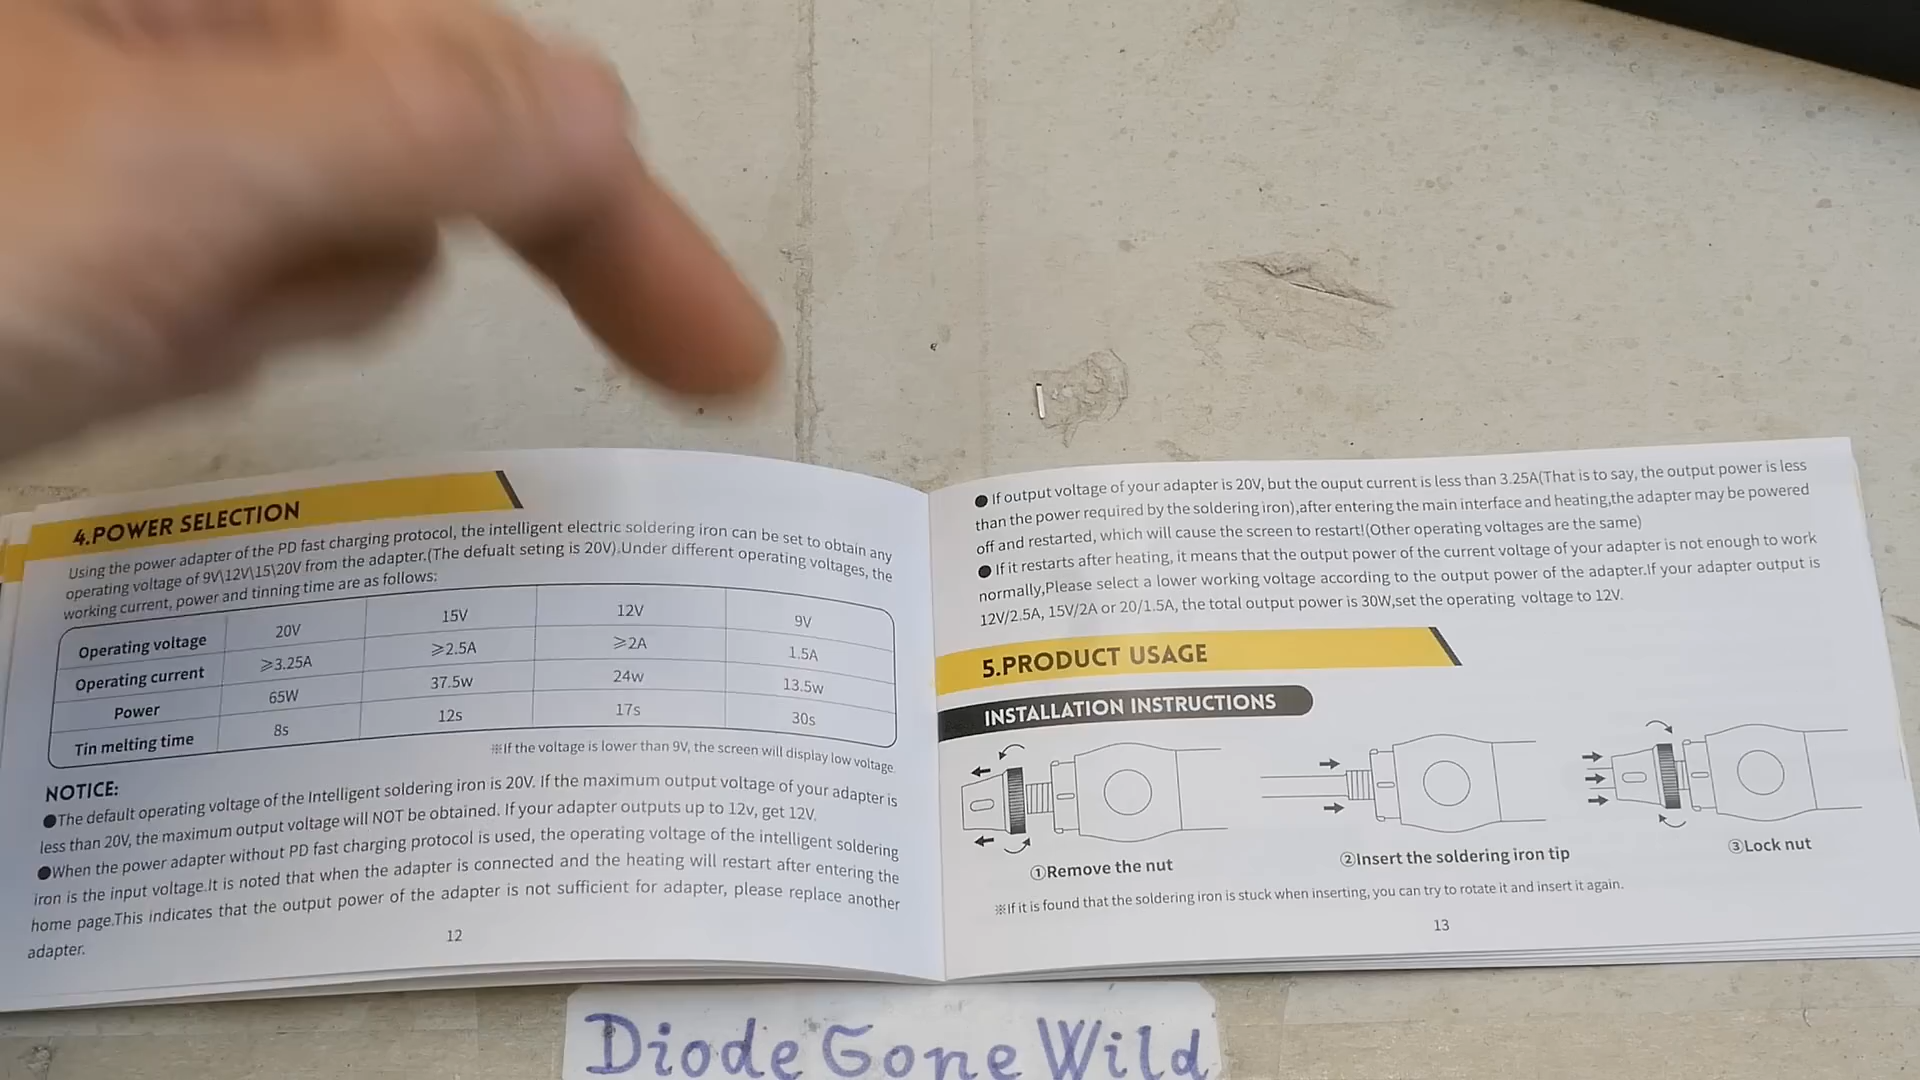 4.POWER SELECTION
Using the power adapter of the PD fast charging protocol, the intelligent electric soldering iron can be set to obtain any
operating voltage of 9V\12V\15\20V from the adapter.(The defualt seting is 20V).Under different operating voltages, the
working current, power and tinning time are as follows:
Operating voltage 20V 15V 12V 9V
Operating current ⩾3.25A ⩾2.5A ⩾2A 1.5A
Power 65W 37.5w 24w 13.5w
Tin melting time 8s 12s 17s 30s
※If the voltage is lower than 9V, the screen will display low voltage
NOTICE:
●The default operating voltage of the Intelligent soldering iron is 20V. If the maximum output voltage of your adapter is
less than 20V, the maximum output voltage will NOT be obtained. If your adapter outputs up to 12v, get 12V.
●When the power adapter without PD fast charging protocol is used, the operating voltage of the intelligent soldering
iron is the input voltage.It is noted that when the adapter is connected and the heating will restart after entering the
home page.This indicates that the output power of the adapter is not sufficient for adapter, please replace another
adapter.
12
●If output voltage of your adapter is 20V, but the ouput current is less than 3.25A(That is to say, the output power is less
than the power required by the soldering iron),after entering the main interface and heating,the adapter may be powered
off and restarted, which will cause the screen to restart!(Other operating voltages are the same)
●If it restarts after heating, it means that the output power of the current voltage of your adapter is not enough to work
normally,Please select a lower working voltage according to the output power of the adapter.If your adapter output is
12V/2.5A, 15V/2A or 20/1.5A, the total output power is 30W,set the operating voltage to 12V.
5.PRODUCT USAGE
INSTALLATION INSTRUCTIONS
①Remove the nut
②Insert the soldering iron tip
③Lock nut
※If it is found that the soldering iron is stuck when inserting, you can try to rotate it and insert it again.
13
DiodeGoneWild